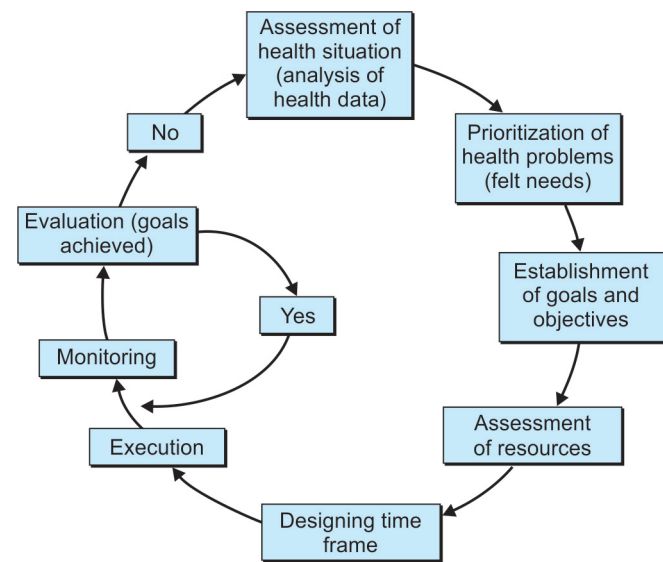 Assessment of
health situation
(analysis of
health data)
Prioritization of
health problems
(felt needs)
Establishment
of goals and
objectives
Assessment
of resources
Designing time
frame
Execution
Monitoring
Evaluation (goals
achieved)
Yes
No